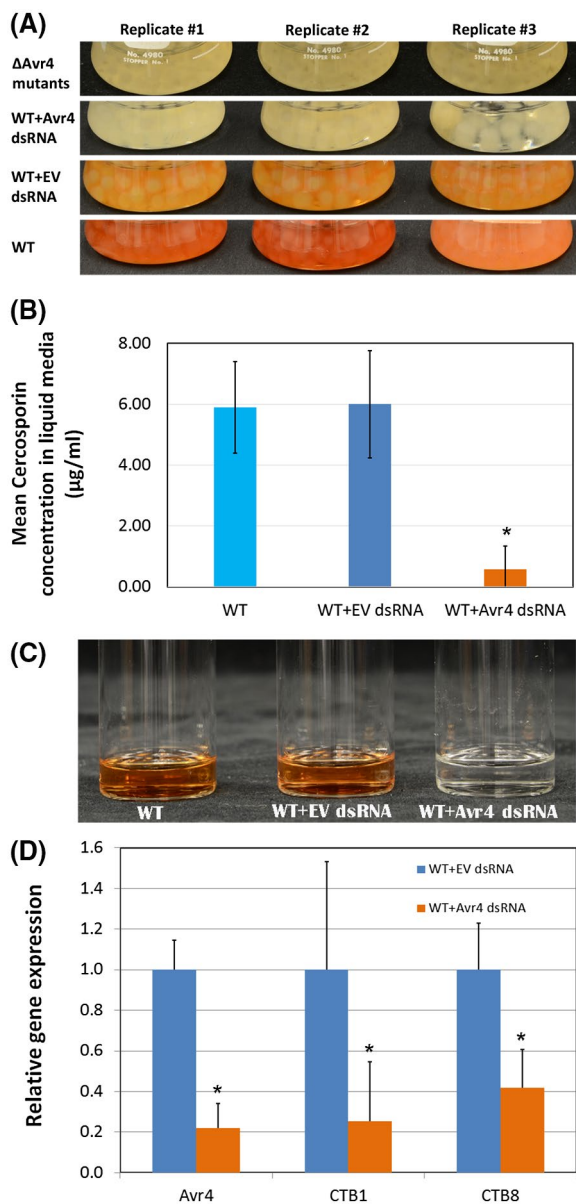 (A)
Replicate #1 Replicate #2 Replicate #3
ΔAvr4
mutants
No. 4980
STOPPER No. 1
No. 4980
STOPPER No. 1
No. 4980
STOPPER No. 1
WT+Avr4
dsRNA
WT+EV
dsRNA
WT
(B)
Mean Cercosporin
concentration in liquid media
(µg/ml)
8.00
6.00
4.00
2.00
0.00
*
WT WT+EV dsRNA WT+Avr4 dsRNA
(C)
WT WT+EV dsRNA WT+Avr4 dsRNA
(D)
Relative gene expression
1.6
1.4
1.2
1.0
0.8
0.6
0.4
0.2
0.0
WT+EV dsRNA
WT+Avr4 dsRNA
*
*
*
Avr4 CTB1 CTB8